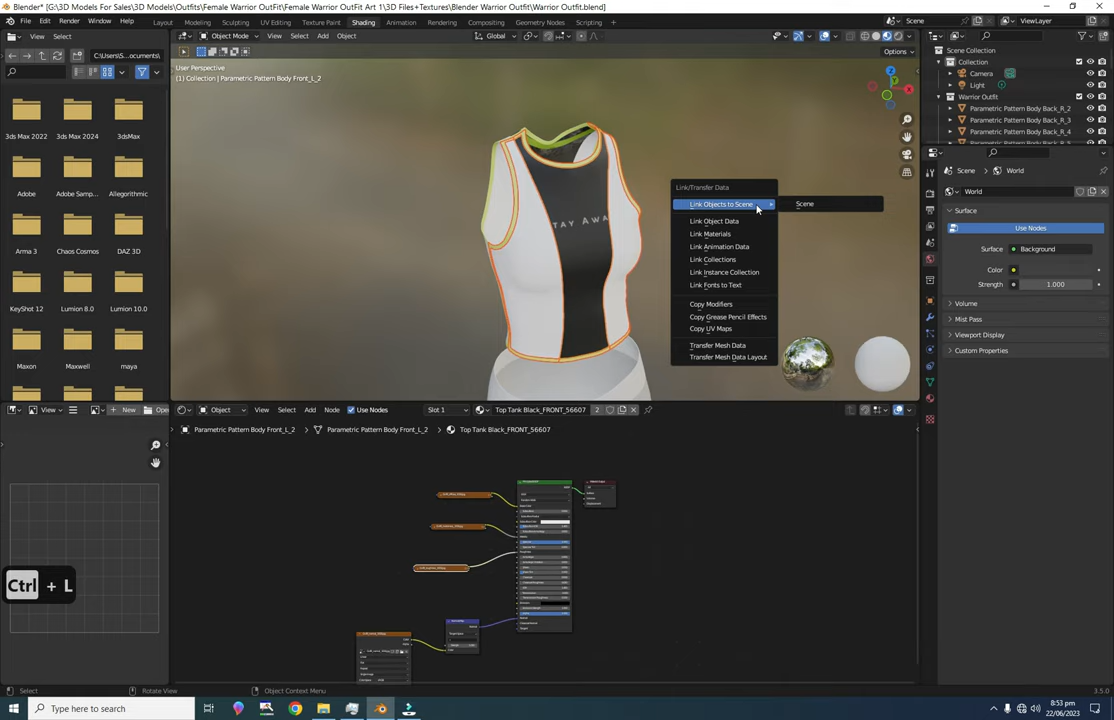 Blender* [G:\3D Models For Sales\3D Models\Outfits\Female Warrior OutFit\Female Warrior OutFit Art 1\3D Files+Textures\Blender Warrior Outfit\Warrior Outfit.blend]
File Edit Render Window Help Layout Modeling Sculpting UV Editing Texture Paint Shading Animation Rendering Compositing Geometry Nodes Scripting Scene ViewLayer
View Select Object Mode View Select Add Object Global
C:\Users\S...ocuments\ Options
3ds Max 2022 3ds Max 2024 3dsMax
Adobe Adobe Samp... Allegorithmic
Arma 3 Chaos Cosmos DAZ 3D
KeyShot 12 Lumion 8.0 Lumion 10.0
Maxon Maxwell maya
User Perspective
(1) Collection | Parametric Pattern Body Front_L_2
Z
Y
X
TAY AWA
Link/Transfer Data
Link Objects to Scene Scene
Link Object Data
Link Materials
Link Animation Data
Link Collections
Link Instance Collection
Link Fonts to Text
Copy Modifiers
Copy Grease Pencil Effects
Copy UV Maps
Transfer Mesh Data
Transfer Mesh Data Layout
Scene Collection
Collection
Camera
Light
Warrior Outfit
Parametric Pattern Body Back_R_2
Parametric Pattern Body Back_R_3
Parametric Pattern Body Back_R_4
Parametric Pattern Body Back_R_5
Scene World
World
Surface
Use Nodes
Surface Background
Color
Strength 1.000
Volume
Mist Pass
Viewport Display
Custom Properties
View New Open
Object View Select Add Node Use Nodes Slot 1 Top Tank Black_FRONT_56607 2
Parametric Pattern Body Front_L_2 Parametric Pattern Body Front_L_2 Top Tank Black_FRONT_56607
Ctrl + L
Select Rotate View Object Context Menu 3.5.0
Type here to search
8:53 pm
22/06/2023